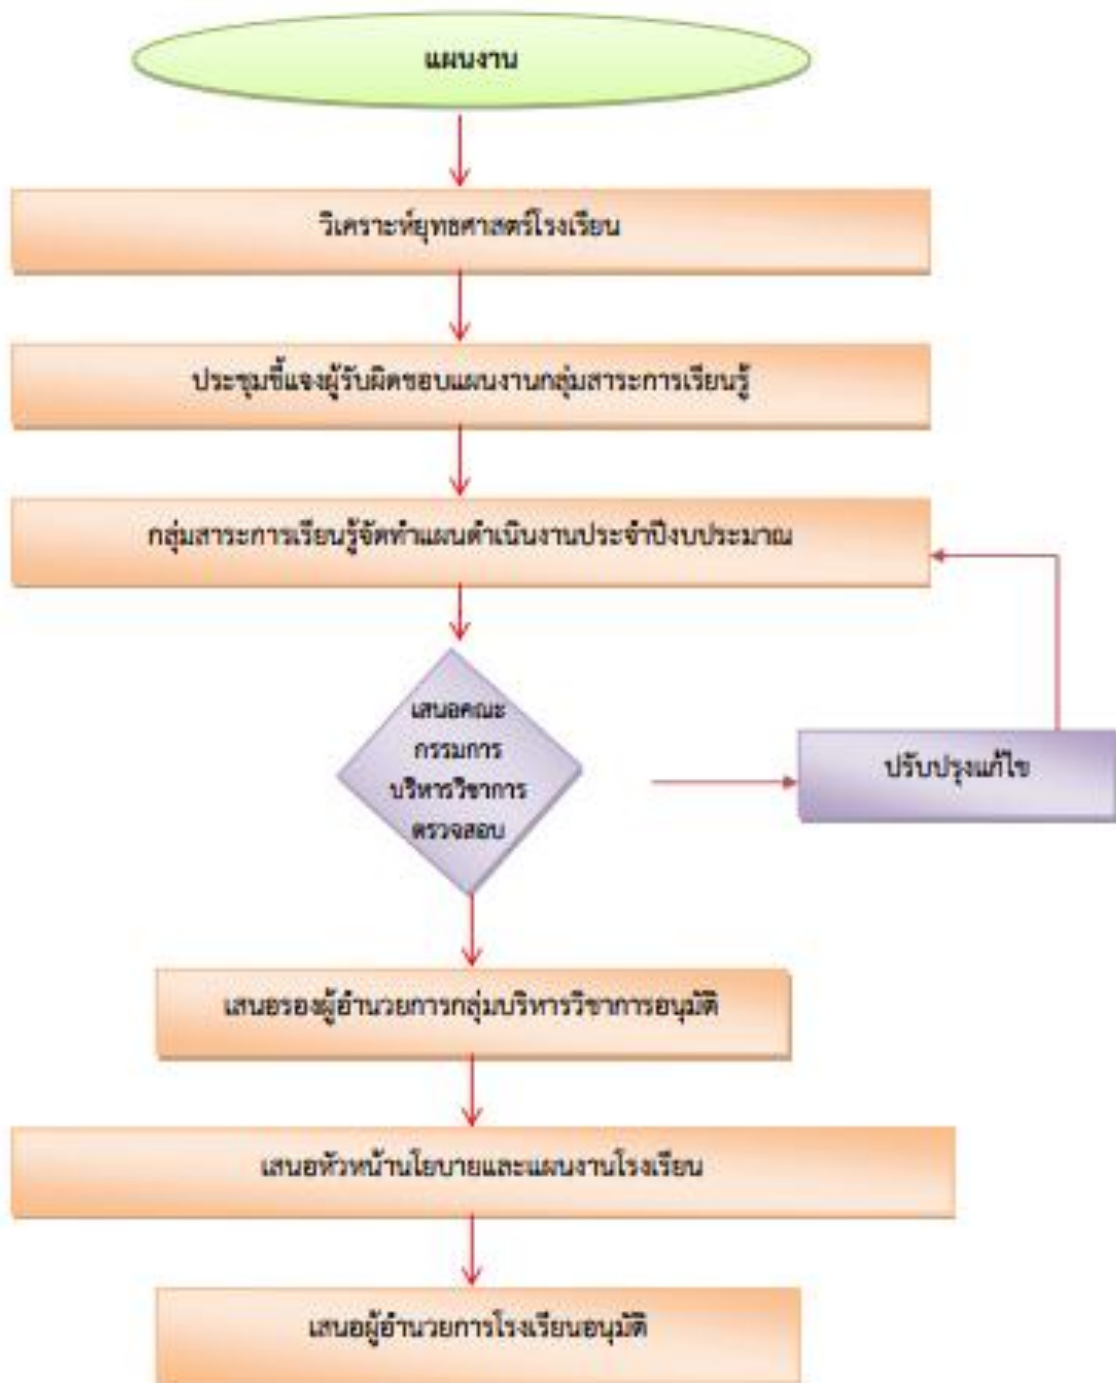 แผนงาน
วิเคราะห์ยุทธศาสตร์โรงเรียน
ประชุมชี้แจงผู้รับผิดชอบแผนงานกลุ่มสาระการเรียนรู้
กลุ่มสาระการเรียนรู้จัดทำแผนดำเนินงานประจำปีงบประมาณ
เสนอคณะ
กรรมการ
บริหารวิชาการ
ตรวจสอบ
ปรับปรุงแก้ไข
เสนอรองผู้อำนวยการกลุ่มบริหารวิชาการอนุมัติ
เสนอหัวหน้านโยบายและแผนงานโรงเรียน
เสนอผู้อำนวยการโรงเรียนอนุมัติ